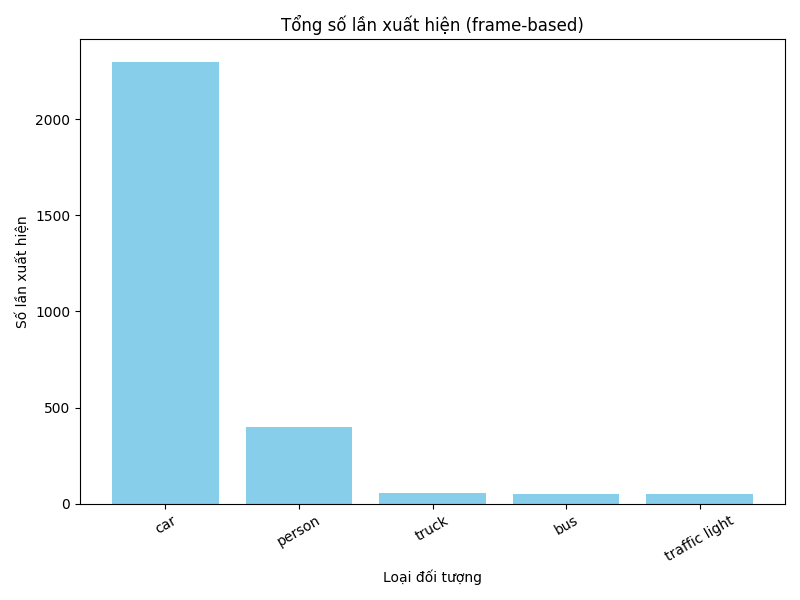 Tổng số lần xuất hiện (frame-based)
Số lần xuất hiện
2000
1500
1000
500
0
car
person
truck
bus
traffic light
Loại đối tượng